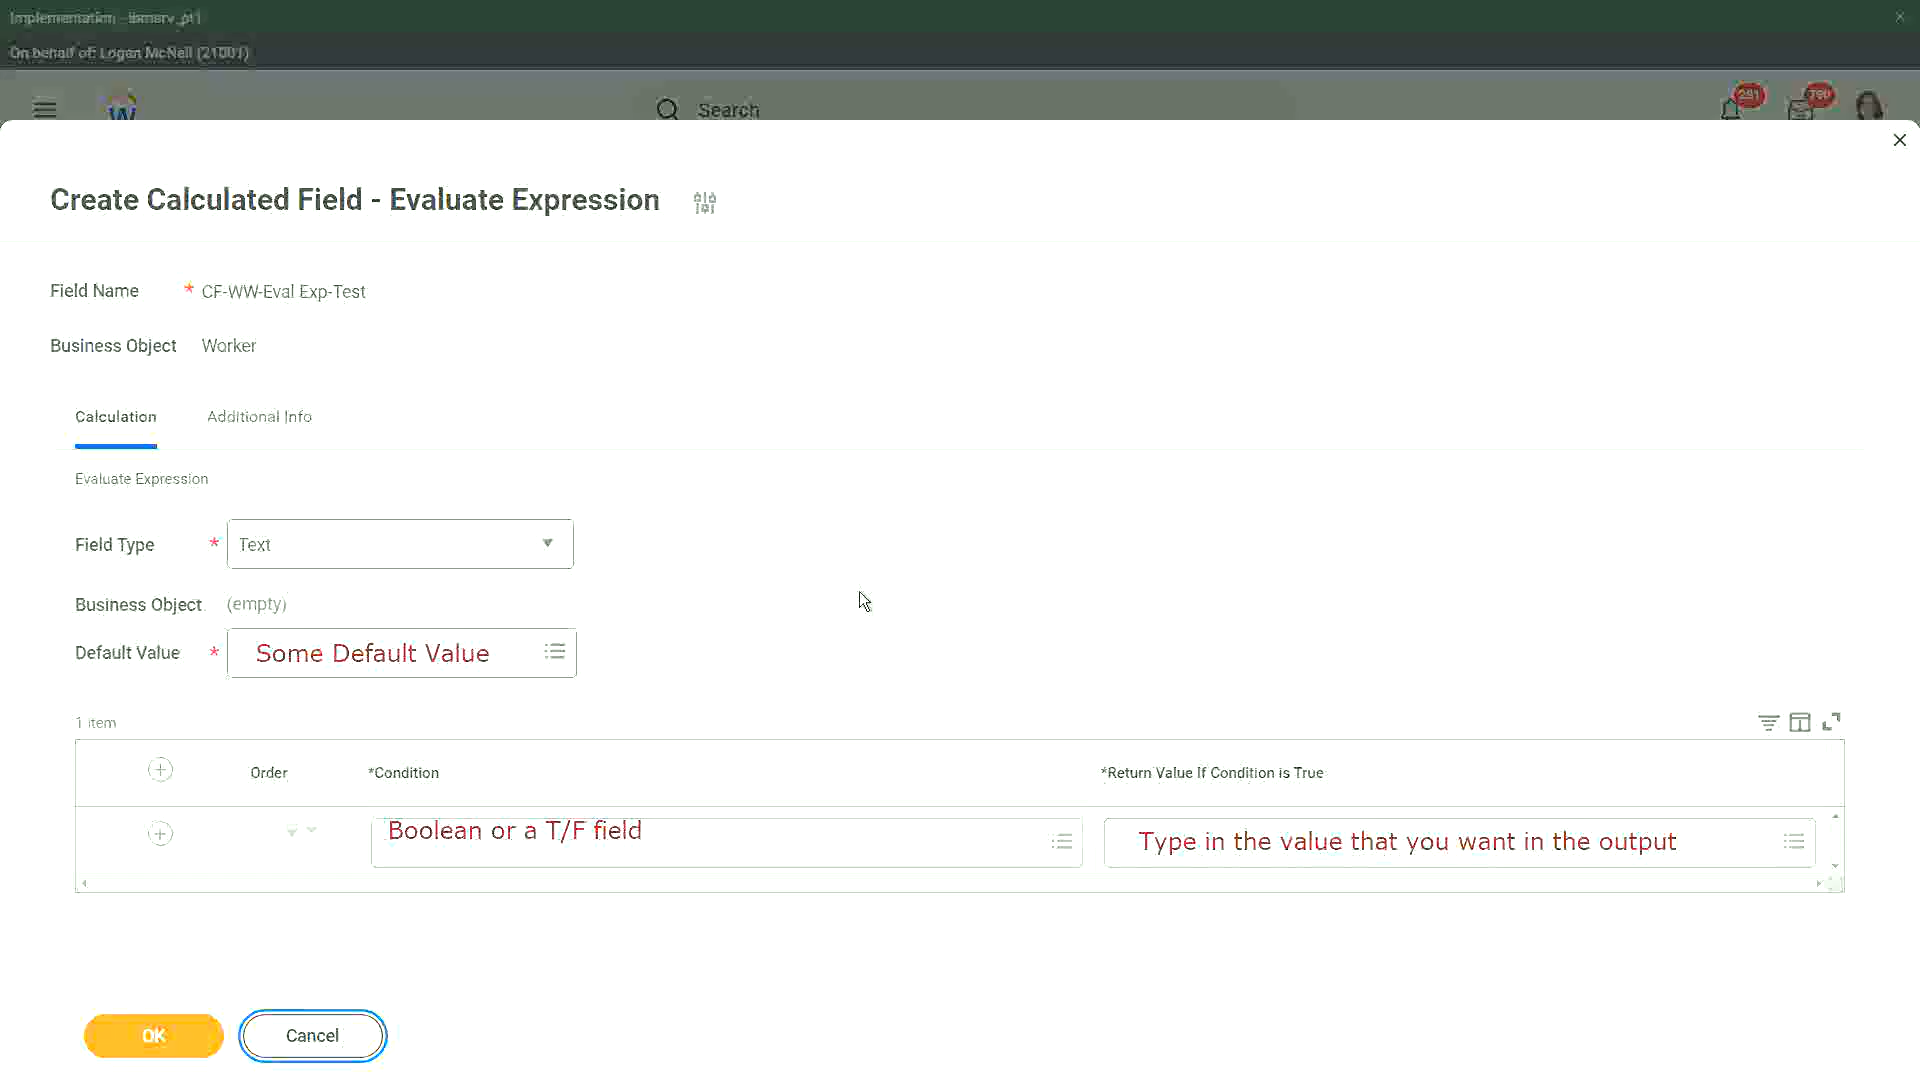 Implementation - ismsrv_pt1
On behalf of: Logan McNeil (21001)
Search
291
790
Create Calculated Field - Evaluate Expression
Field Name * CF-WW-Eval Exp-Test
Business Object Worker
Calculation Additional Info
Evaluate Expression
Field Type * Text
Business Object (empty)
Default Value * Some Default Value
1 item
Order *Condition *Return Value If Condition is True
Boolean or a T/F field
Type in the value that you want in the output
OK Cancel